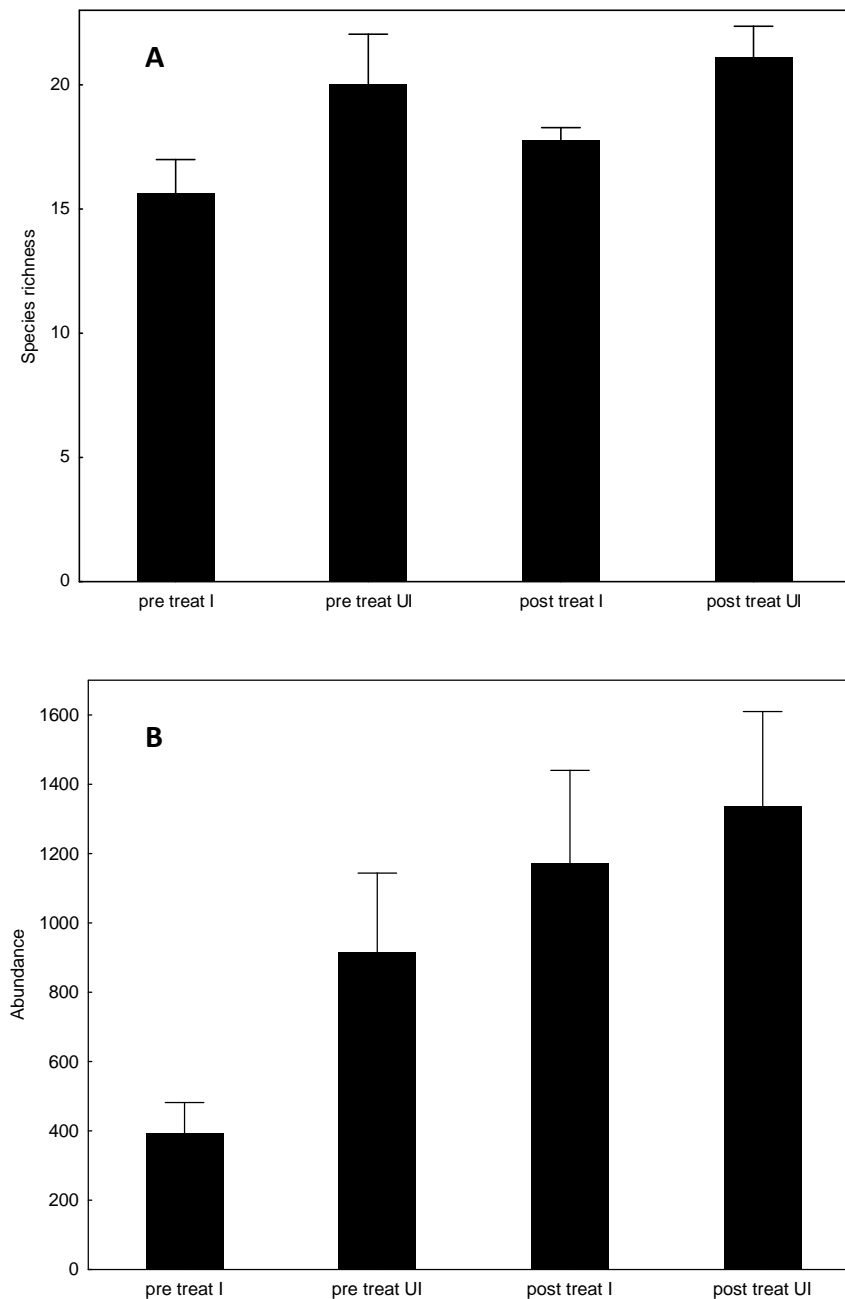 A
20
15
10
5
0
Species richness
pre treat I
pre treat UI
post treat I
post treat UI
B
1600
1400
1200
1000
800
600
400
200
0
Abundance
pre treat I
pre treat UI
post treat I
post treat UI